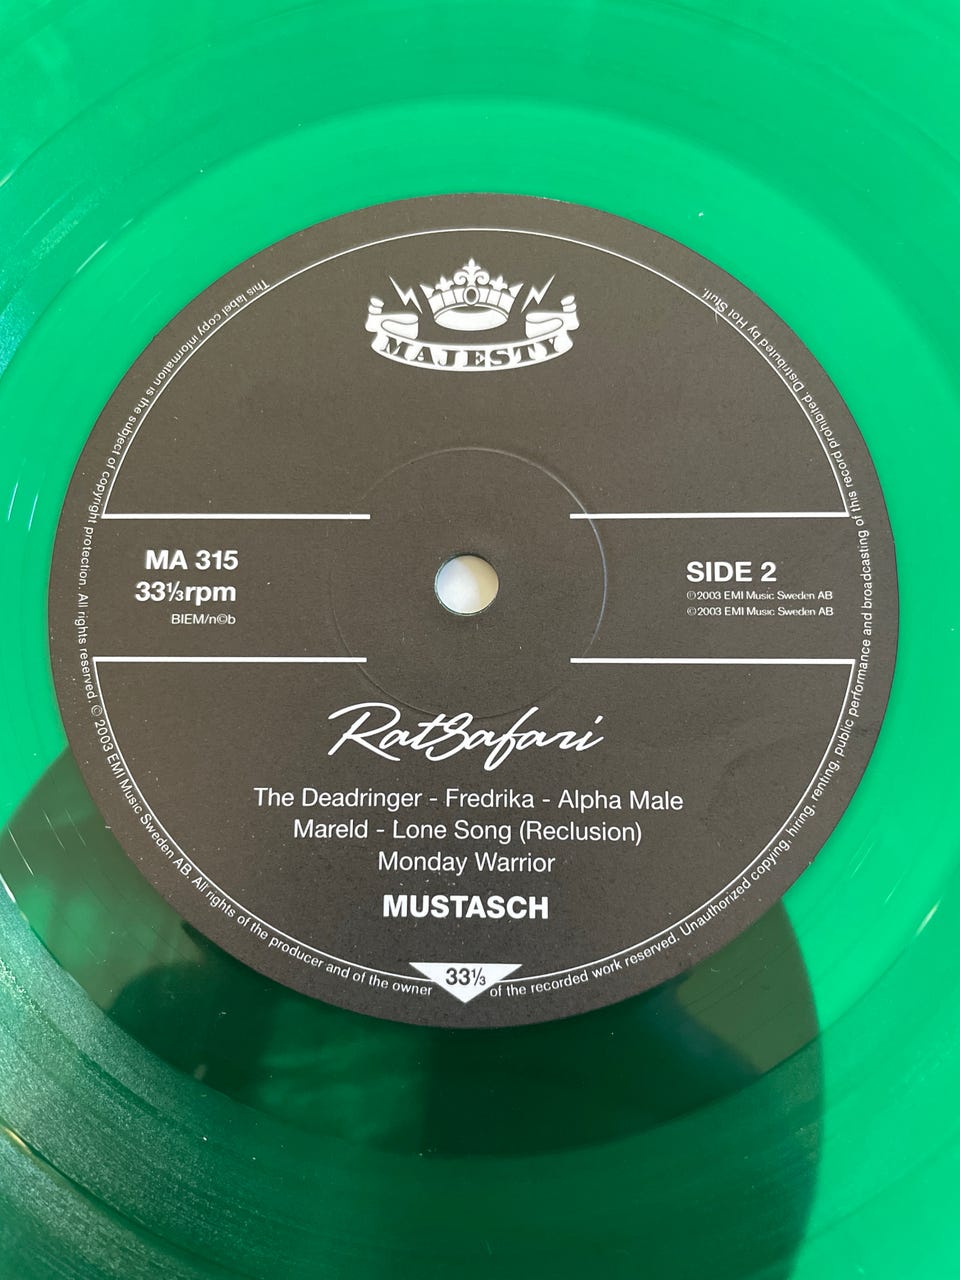 MAJESTY
MA 315
33⅓rpm
BIEM/n©b
SIDE 2
℗2003 EMI Music Sweden AB
©2003 EMI Music Sweden AB
RatSafari
The Deadringer - Fredrika - Alpha Male
Mareld - Lone Song (Reclusion)
Monday Warrior
MUSTASCH
33⅓
This label copy information is the subject of copyright protection. All rights reserved. © 2003 EMI Music Sweden AB. All rights of the producer and of the owner of the recorded work reserved. Unauthorized copying, hiring, renting, public performance and broadcasting of this record prohibited. Distributed by Hot Stuff.